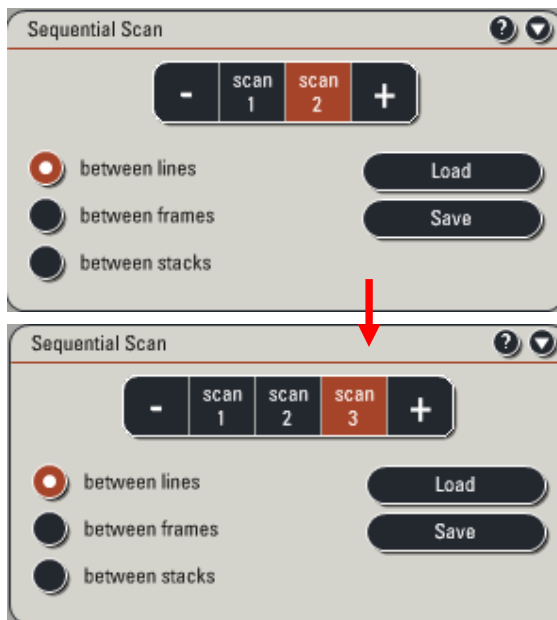 Sequential Scan ?
- scan 1 scan 2 +
between lines
Load
between frames
Save
between stacks
Sequential Scan ?
- scan 1 scan 2 scan 3 +
between lines
Load
between frames
Save
between stacks